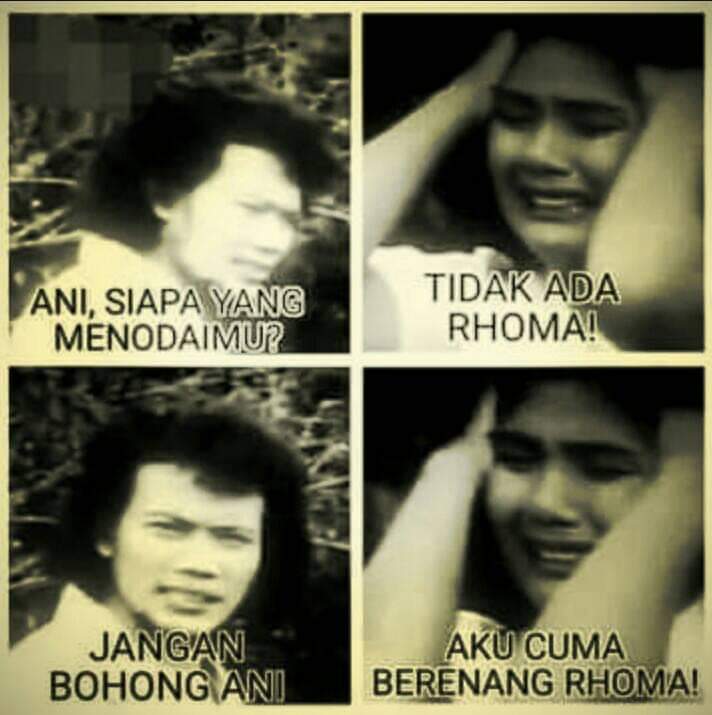 ANI, SIAPA YANG
MENODAIMU?
TIDAK ADA
RHOMA!
JANGAN
BOHONG ANI
AKU CUMA
BERENANG RHOMA!